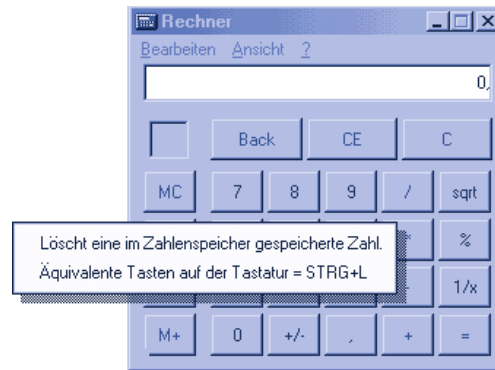 Rechner
Bearbeiten Ansicht ?
0,
Back CE C
MC 7 8 9 / sqrt
Löscht eine im Zahlenspeicher gespeicherte Zahl.
* %
Äquivalente Tasten auf der Tastatur = STRG+L
- 1/x
M+ 0 +/- , + =